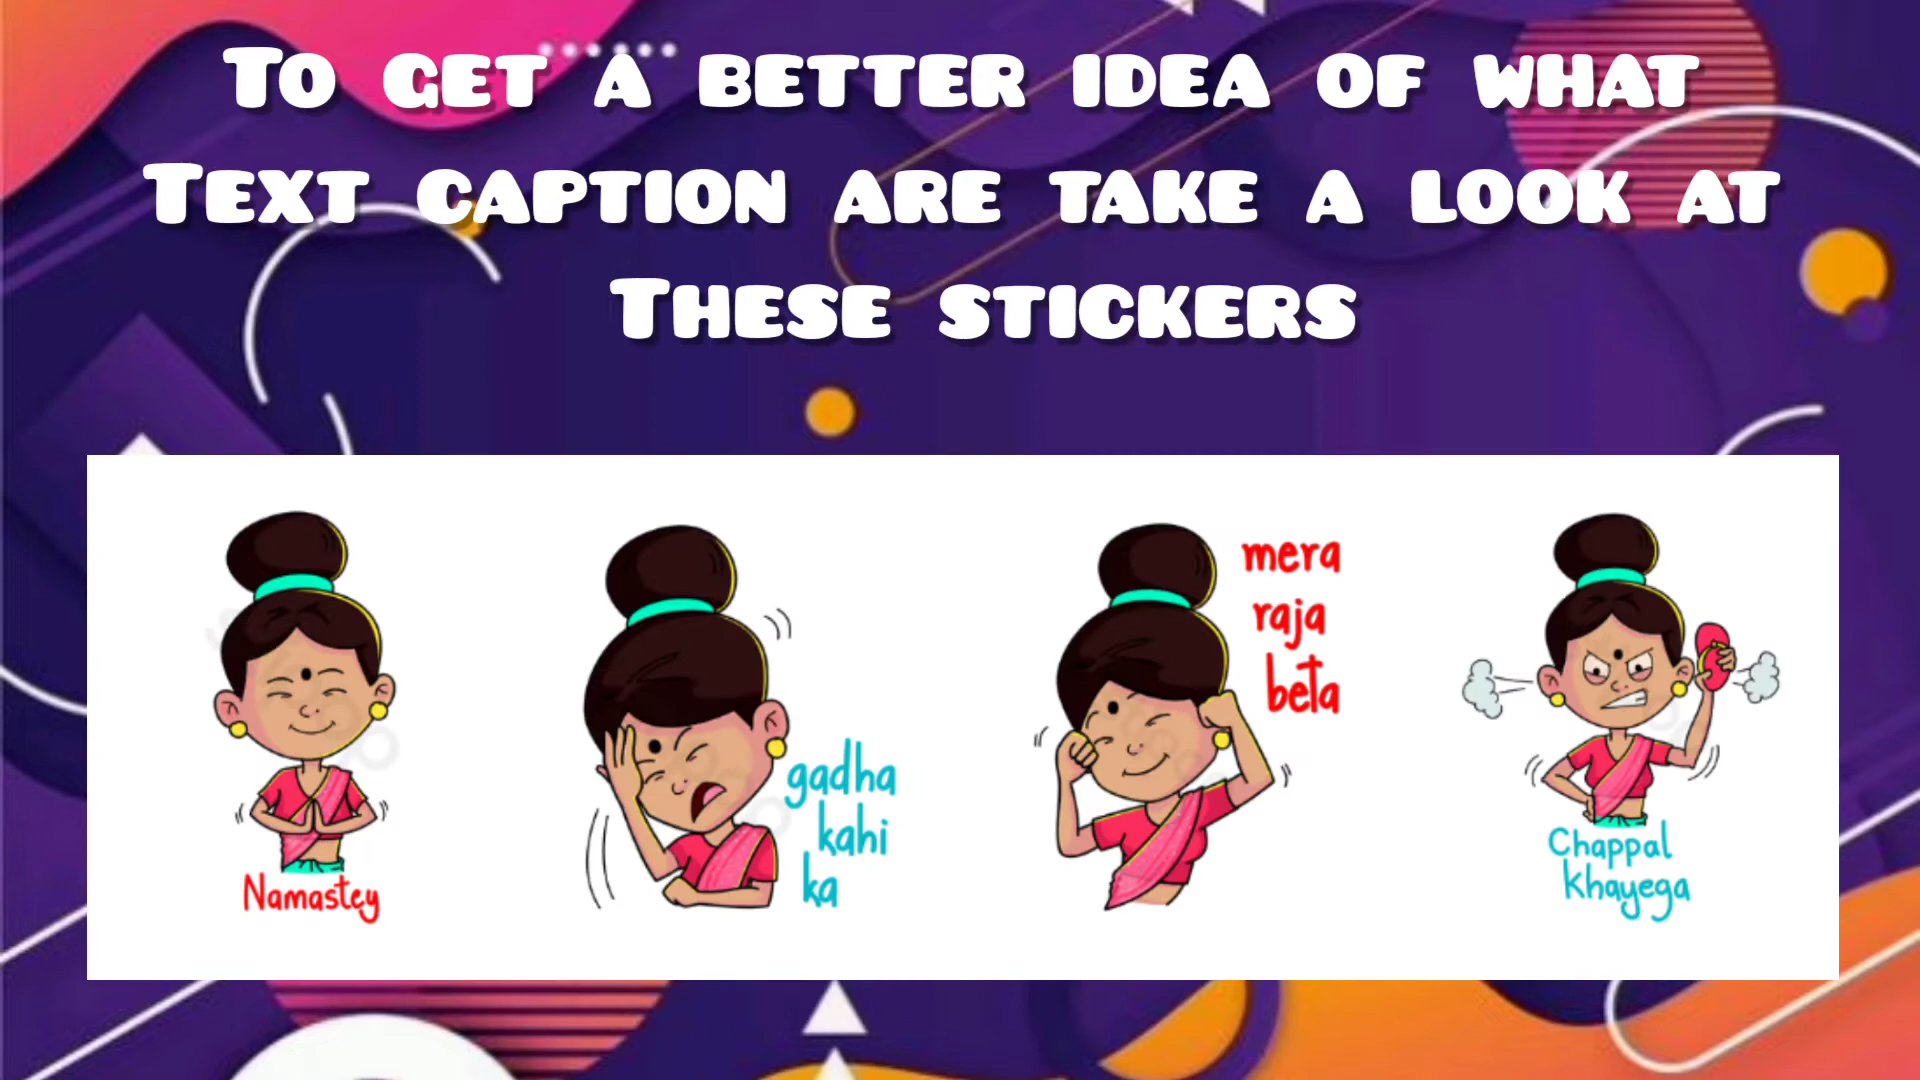 To get a better idea of what
Text caption are take a look at
These stickers
Namastey
gadha
kahi
ka
mera
raja
beta
Chappal
khayega